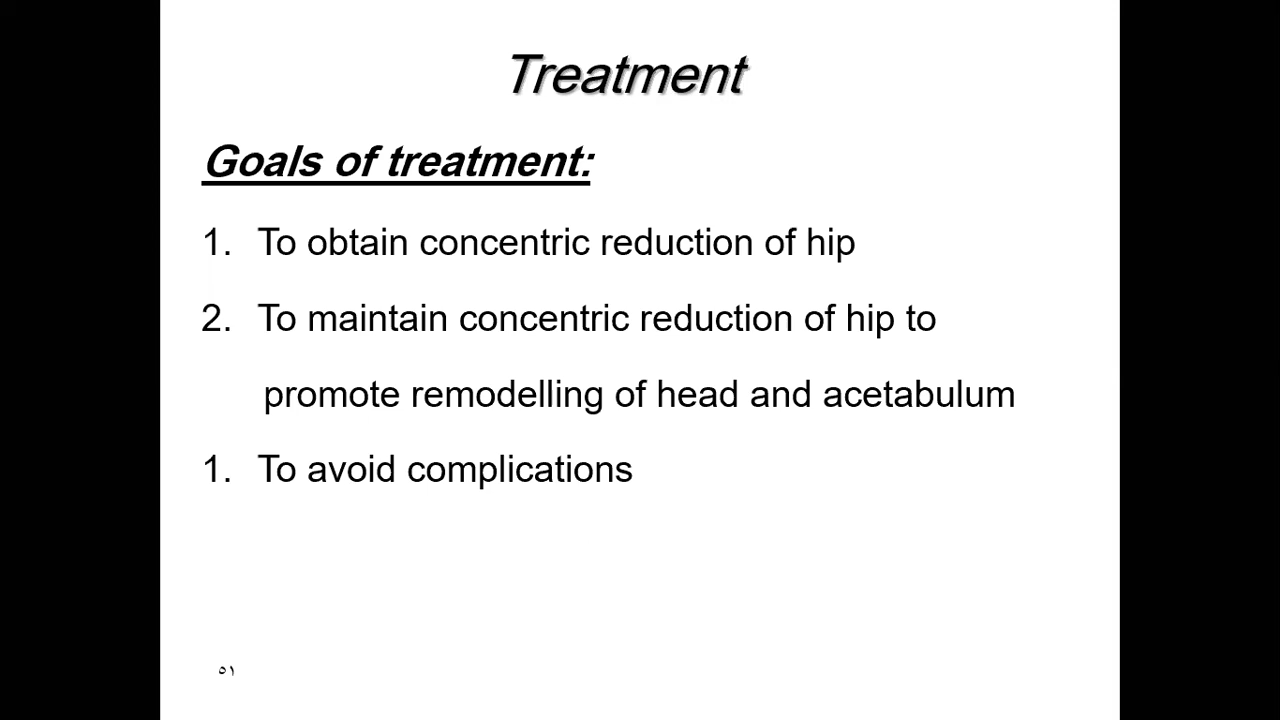 Treatment
Goals of treatment:
1. To obtain concentric reduction of hip
2. To maintain concentric reduction of hip to
promote remodelling of head and acetabulum
1. To avoid complications
٥١